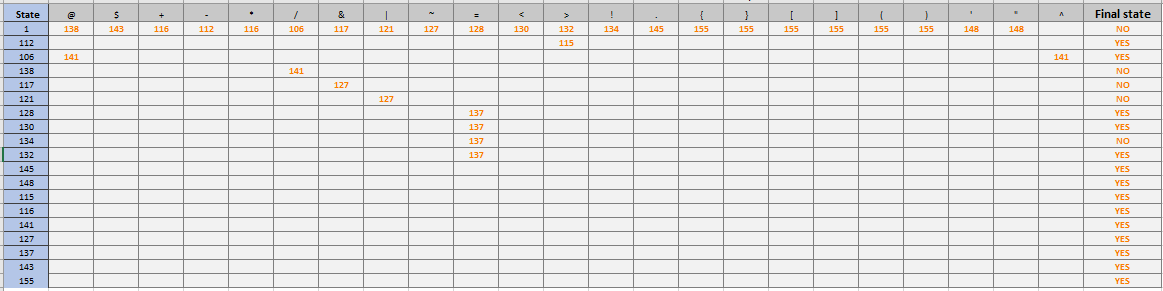 State @ $ + - * / & | ~ = < > ! . { } [ ] ( ) ' " ^ Final state
1 138 143 116 112 116 106 117 121 127 128 130 132 134 145 155 155 155 155 155 155 148 148 NO
112 115 YES
106 141 141 YES
138 141 NO
117 127 NO
121 127 NO
128 137 YES
130 137 YES
134 137 NO
132 137 YES
145 YES
148 YES
115 YES
116 YES
141 YES
127 YES
137 YES
143 YES
155 YES